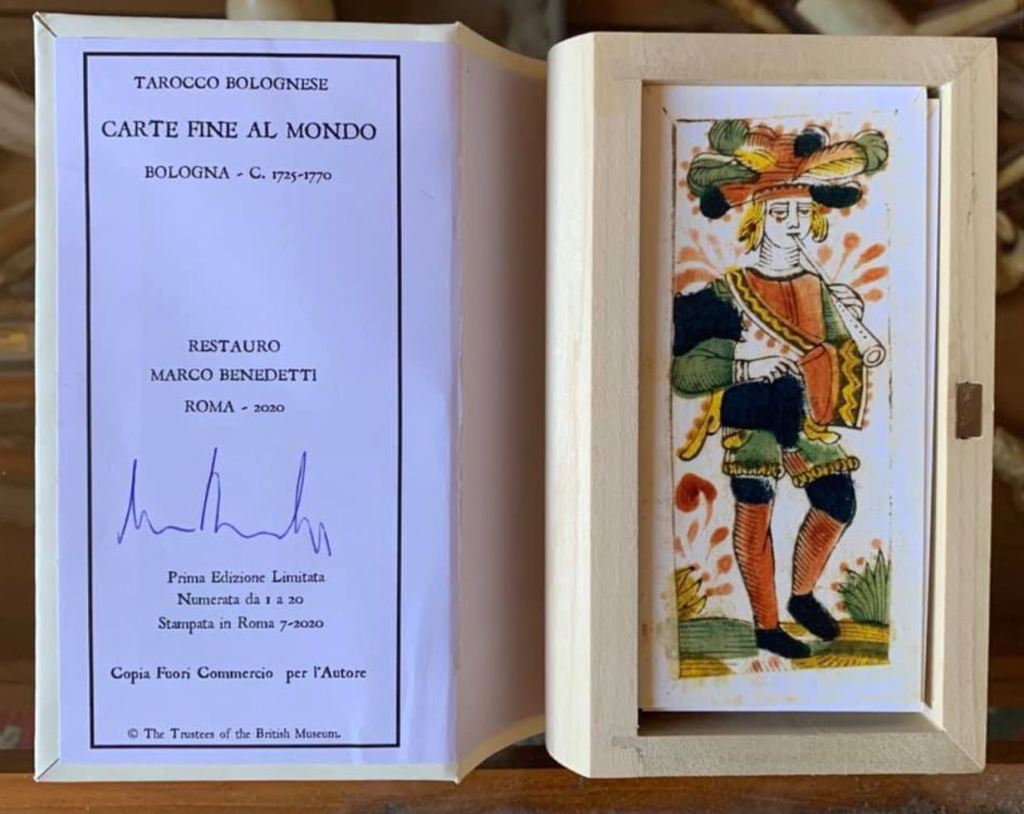 TAROCCO BOLOGNESE
CARTE FINE AL MONDO
BOLOGNA - C. 1725-1770
RESTAURO
MARCO BENEDETTI
ROMA - 2020
Prima Edizione Limitata
Numerata da 1 a 20
Stampata in Roma 7-2020
Copia Fuori Commercio per l'Autore
© The Trustees of the British Museum.